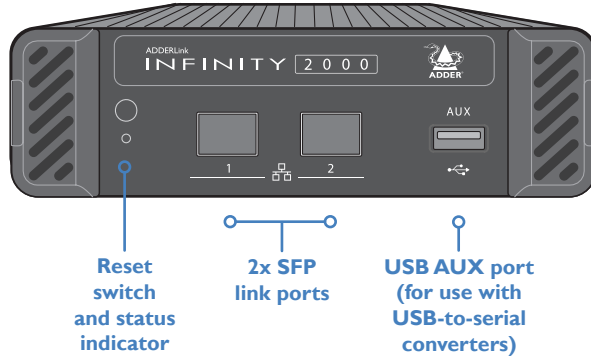 ADDERLink
INFINITY 2000
ADDER
AUX
1 2
Reset
switch
and status
indicator
2x SFP
link ports
USB AUX port
(for use with
USB-to-serial
converters)